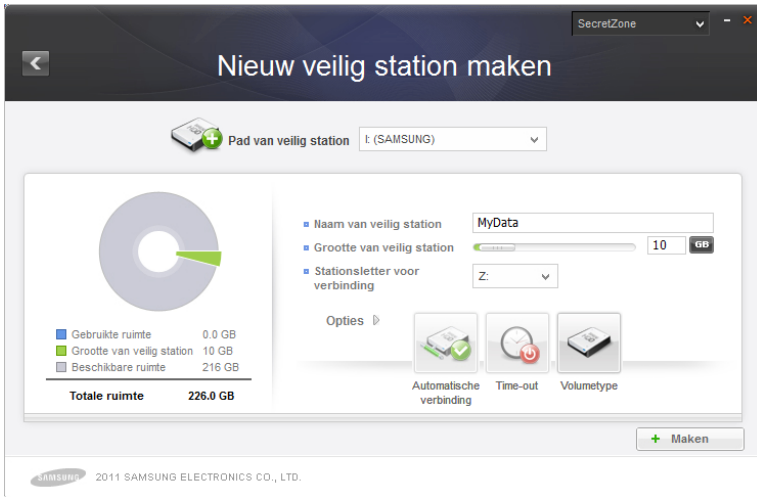 SecretZone
Nieuw veilig station maken
Pad van veilig station I: (SAMSUNG)
Naam van veilig station MyData
Grootte van veilig station 10 GB
Stationsletter voor verbinding Z:
Opties
Automatische verbinding
Time-out
Volumetype
Gebruikte ruimte 0.0 GB
Grootte van veilig station 10 GB
Beschikbare ruimte 216 GB
Totale ruimte 226.0 GB
+ Maken
SAMSUNG 2011 SAMSUNG ELECTRONICS CO., LTD.